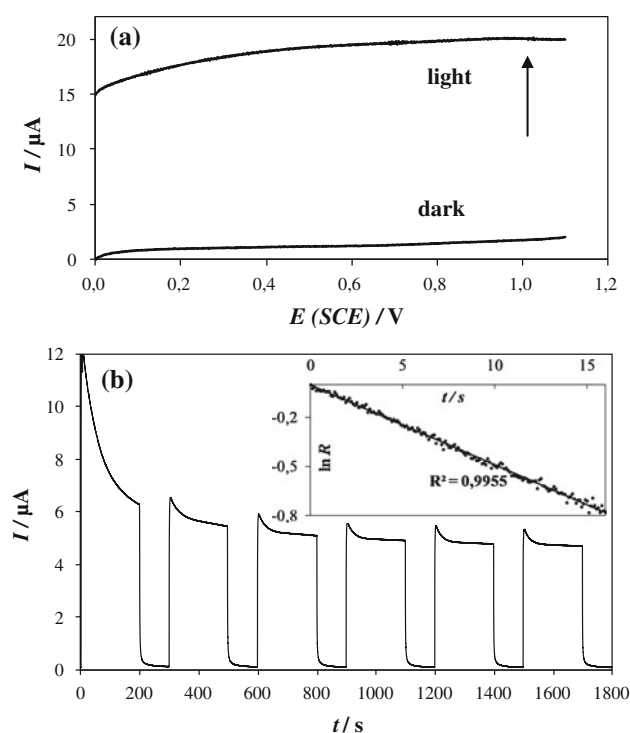 (a)
I / µA
25
20
15
10
5
0
light
dark
0,0 0,2 0,4 0,6 0,8 1,0 1,2
E (SCE) / V
(b)
I / µA
12
10
8
6
4
2
0
0 5 10 15
t / s
ln R
-0,2
-0,5
-0,8
R² = 0,9955
0 200 400 600 800 1000 1200 1400 1600 1800
t / s